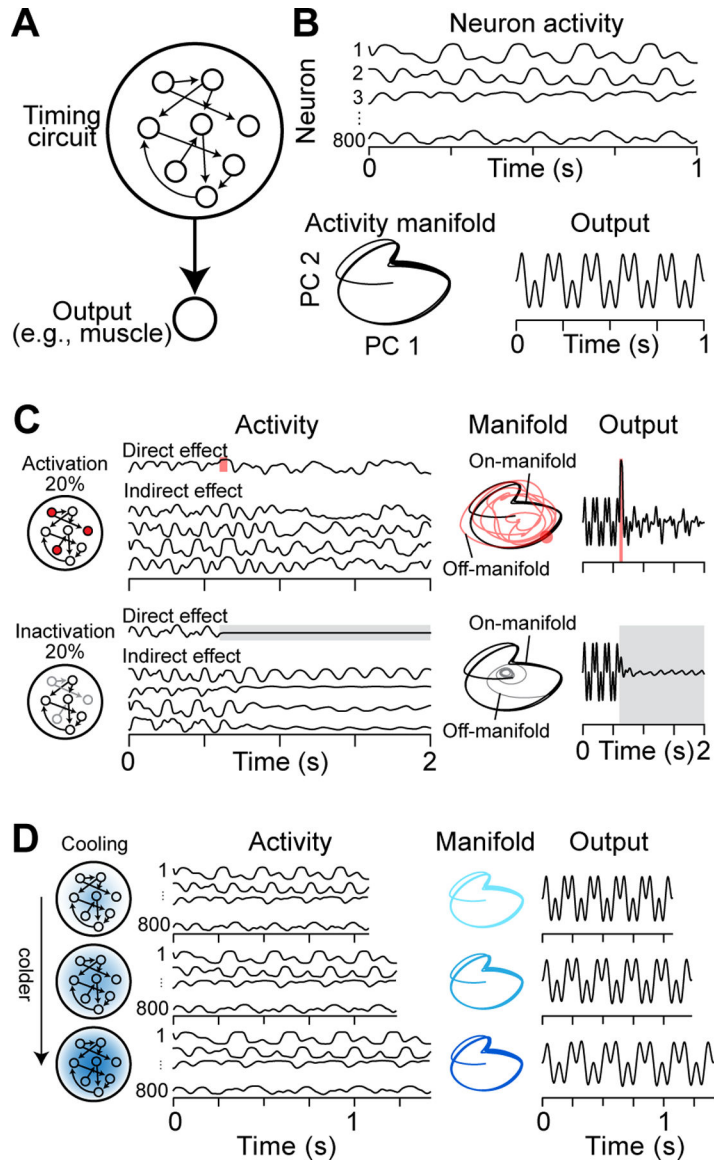 A
Timing
circuit
Output
(e.g., muscle)
B
Neuron activity
Neuron
1
2
3
⋮
800
0
1
Time (s)
Activity manifold
PC 2
PC 1
Output
0
1
Time (s)
C
Activity
Manifold
Output
Activation
20%
Direct effect
Indirect effect
On-manifold
Off-manifold
Inactivation
20%
Direct effect
Indirect effect
On-manifold
Off-manifold
0
Time (s)
2
0 Time (s)2
D
Cooling
Activity
Manifold
Output
colder
1
⋮
800
1
⋮
800
1
⋮
800
0
1
Time (s)
0
1
Time (s)